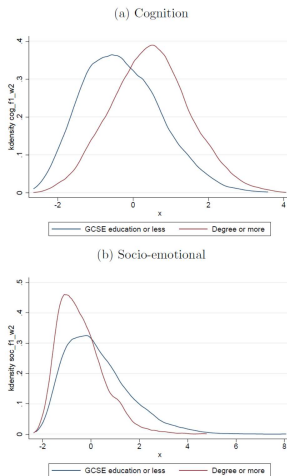 (a) Cognition
kdensity cog_f1_w2
.4
.3
.2
.1
0
-2
0
2
4
x
GCSE education or less
Degree or more
(b) Socio-emotional
kdensity soc_f1_w2
.5
.4
.3
.2
.1
0
-2
0
2
4
6
8
x
GCSE education or less
Degree or more